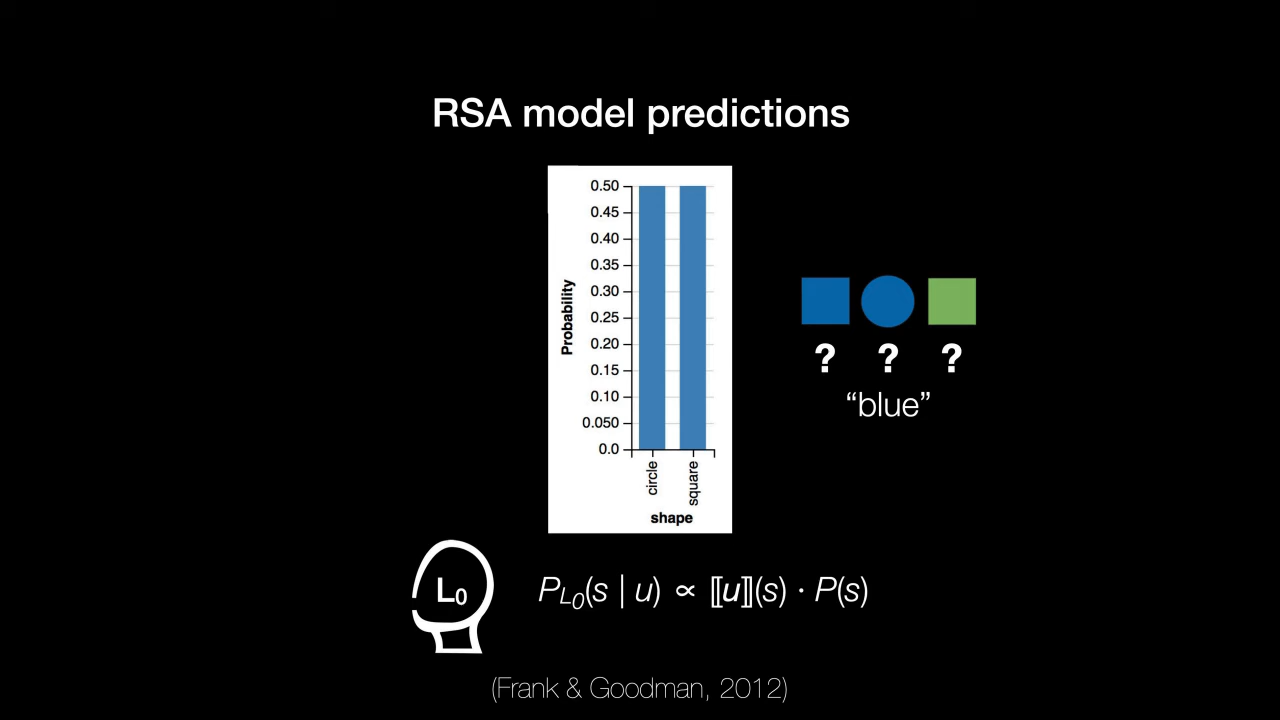 RSA model predictions
0.50
0.45
0.40
0.35
0.30
0.25
0.20
0.15
0.10
0.050
0.0
Probability
circle
square
shape
? ? ?
“blue”
L0
PL0(s | u) ∝ ⟦u⟧(s) · P(s)
(Frank & Goodman, 2012)